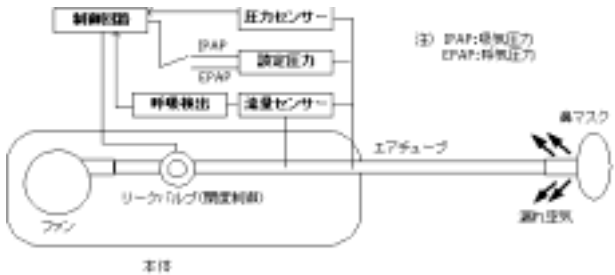 制御回路
圧力センサー
IPAP
EPAP
設定圧力
呼吸検出
流量センサー
注) IPAP:吸気圧力
EPAP:呼気圧力
鼻マスク
エアチューブ
リークバルブ(開度制御)
ファン
漏れ空気
本体